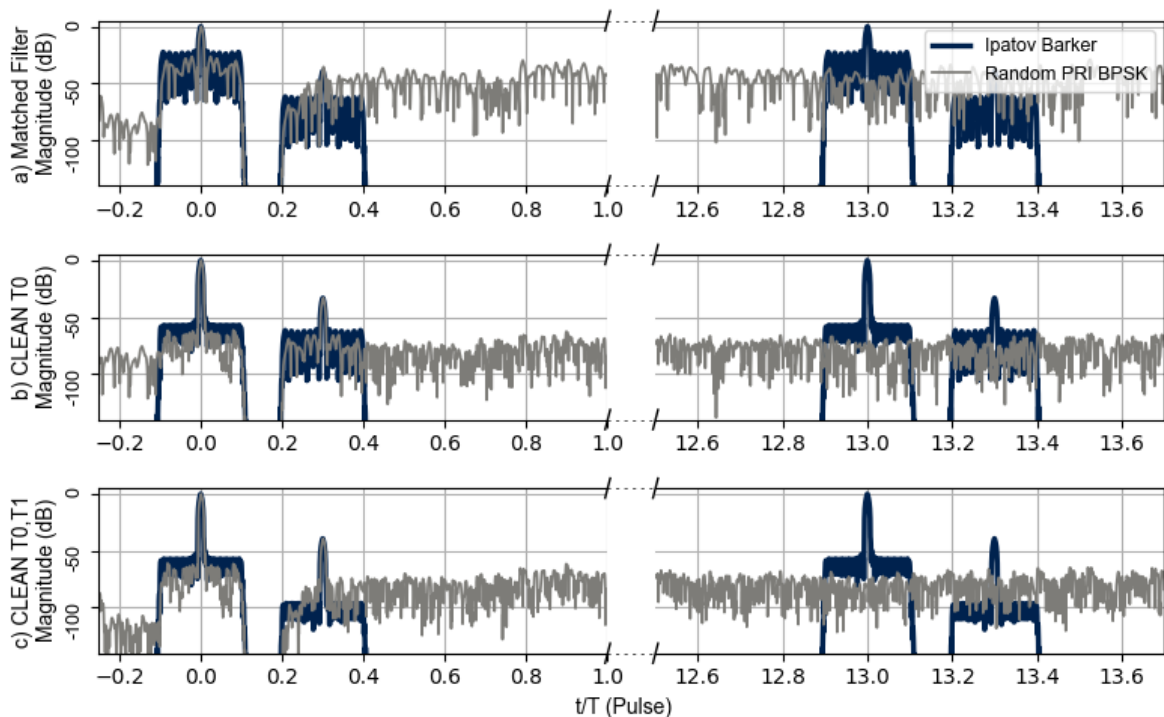 a) Matched Filter
Magnitude (dB)
0
-50
-100
Ipatov Barker
Random PRI BPSK
−0.2 0.0 0.2 0.4 0.6 0.8 1.0 12.6 12.8 13.0 13.2 13.4 13.6
b) CLEAN T0
Magnitude (dB)
0
-50
-100
−0.2 0.0 0.2 0.4 0.6 0.8 1.0 12.6 12.8 13.0 13.2 13.4 13.6
c) CLEAN T0,T1
Magnitude (dB)
0
-50
-100
−0.2 0.0 0.2 0.4 0.6 0.8 1.0 12.6 12.8 13.0 13.2 13.4 13.6
t/T (Pulse)